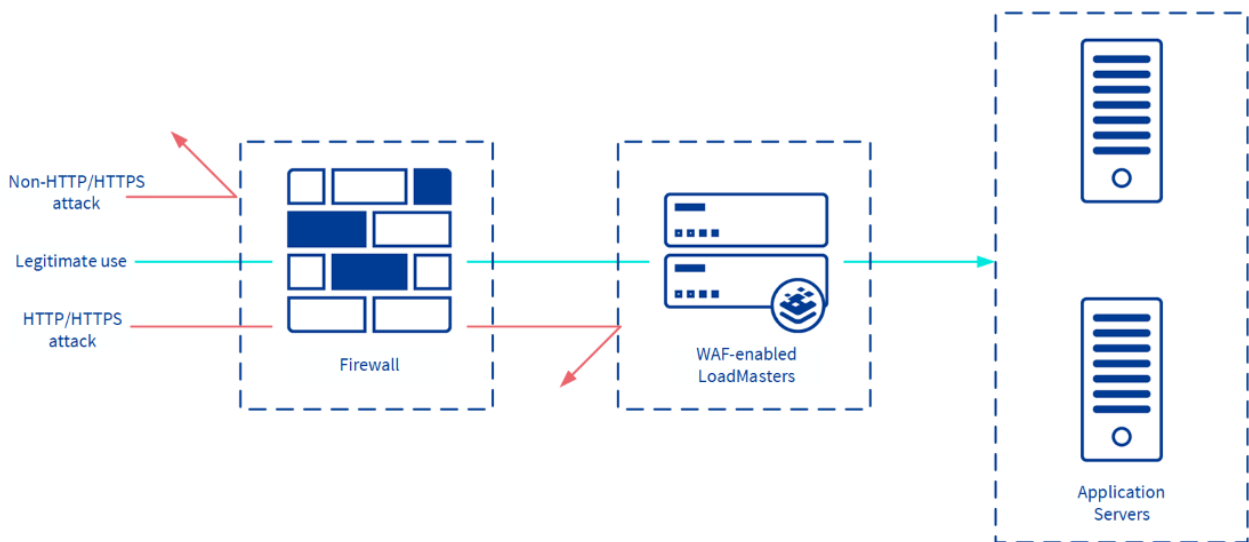 Non-HTTP/HTTPS
attack
Legitimate use
HTTP/HTTPS
attack
Firewall
WAF-enabled
LoadMasters
Application
Servers